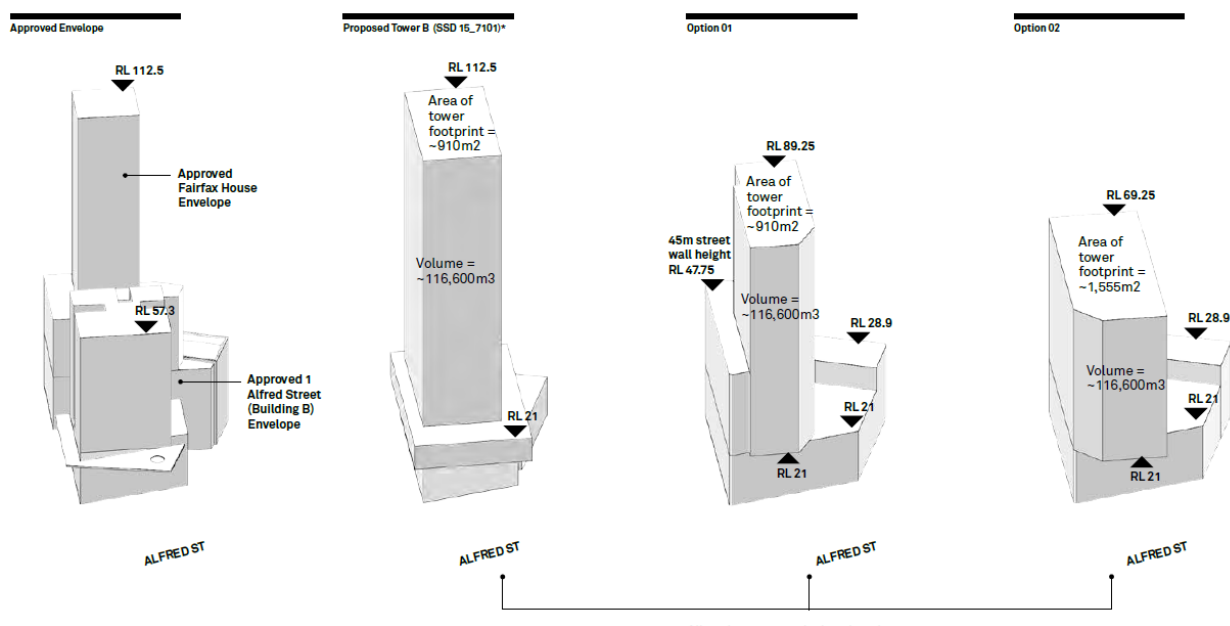 Approved Envelope
RL 112.5
Approved
Fairfax House
Envelope
RL 57.3
Approved 1
Alfred Street
(Building B)
Envelope
ALFRED ST
Proposed Tower B (SSD 15_7101)*
RL 112.5
Area of
tower
footprint =
~910m2
Volume =
~116,600m3
RL 21
ALFRED ST
Option 01
RL 89.25
Area of
tower
footprint =
~910m2
45m street
wall height
RL 47.75
Volume =
~116,600m3
RL 28.9
RL 21
RL 21
ALFRED ST
Option 02
RL 69.25
Area of
tower
footprint =
~1,555m2
RL 28.9
Volume =
~116,600m3
RL 21
RL 21
ALFRED ST